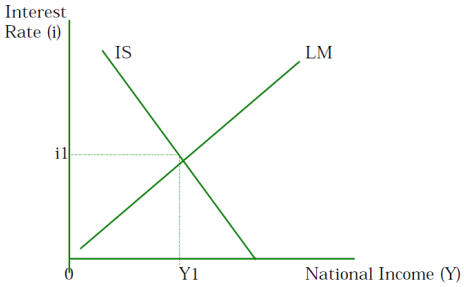 Interest
Rate (i)
IS
LM
i1
0
Y1
National Income (Y)